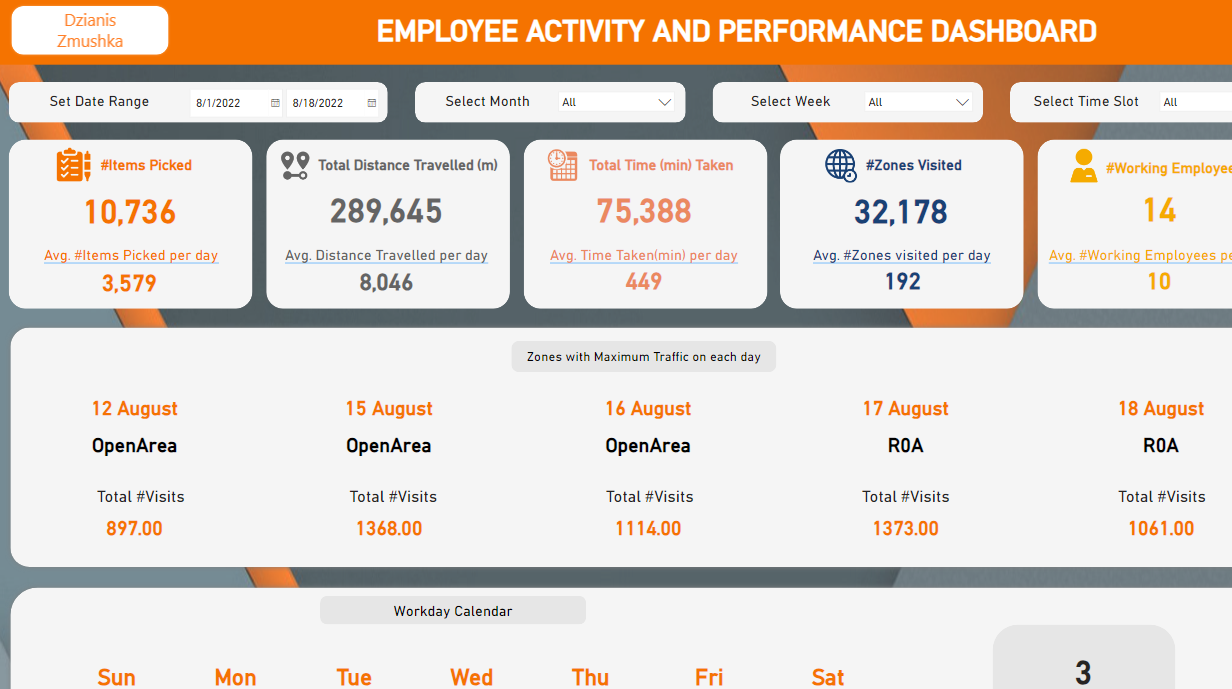 Dzianis
Zmushka
EMPLOYEE ACTIVITY AND PERFORMANCE DASHBOARD
Set Date Range 8/1/2022 8/18/2022 Select Month All Select Week All Select Time Slot All
#Items Picked Total Distance Travelled (m) Total Time (min) Taken #Zones Visited #Working Employee
10,736 289,645 75,388 32,178 14
Avg. #Items Picked per day Avg. Distance Travelled per day Avg. Time Taken(min) per day Avg. #Zones visited per day Avg. #Working Employees pe
3,579 8,046 449 192 10
Zones with Maximum Traffic on each day
12 August 15 August 16 August 17 August 18 August
OpenArea OpenArea OpenArea R0A R0A
Total #Visits Total #Visits Total #Visits Total #Visits Total #Visits
897.00 1368.00 1114.00 1373.00 1061.00
Workday Calendar
Sun Mon Tue Wed Thu Fri Sat 3